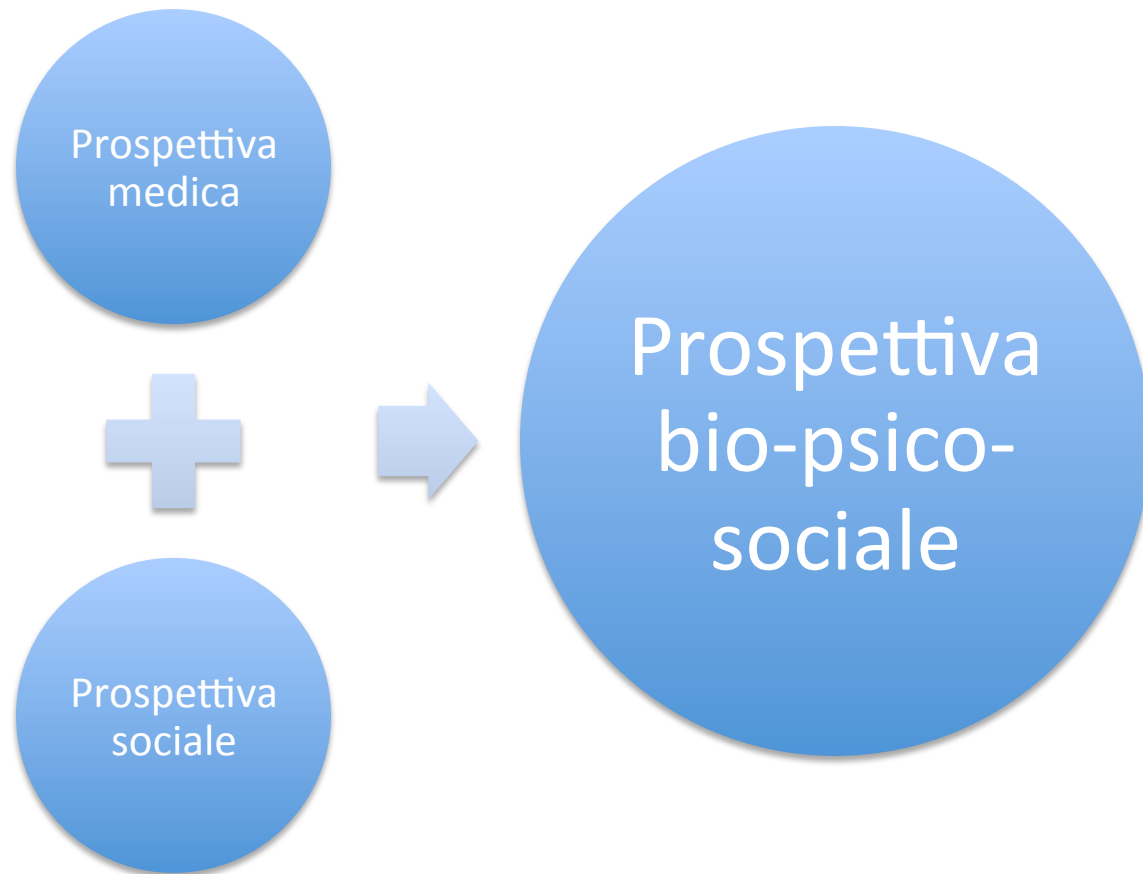 Prospettiva
medica
Prospettiva
sociale
Prospettiva
bio-psico-
sociale